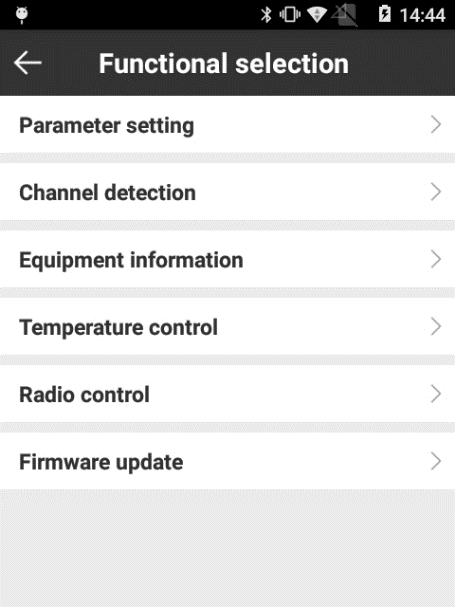 14:44
Functional selection
Parameter setting
Channel detection
Equipment information
Temperature control
Radio control
Firmware update